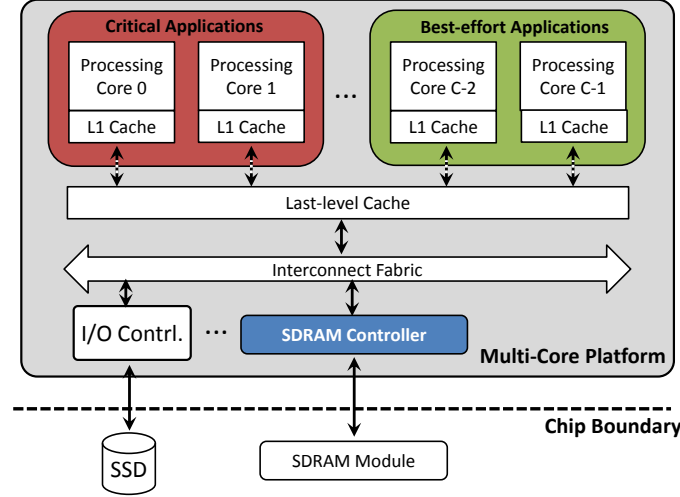 Critical Applications
Best-effort Applications
Processing
Core 0
Processing
Core 1
...
Processing
Core C-2
Processing
Core C-1
L1 Cache
L1 Cache
L1 Cache
L1 Cache
Last-level Cache
Interconnect Fabric
I/O Contrl.
...
SDRAM Controller
Multi-Core Platform
Chip Boundary
SSD
SDRAM Module